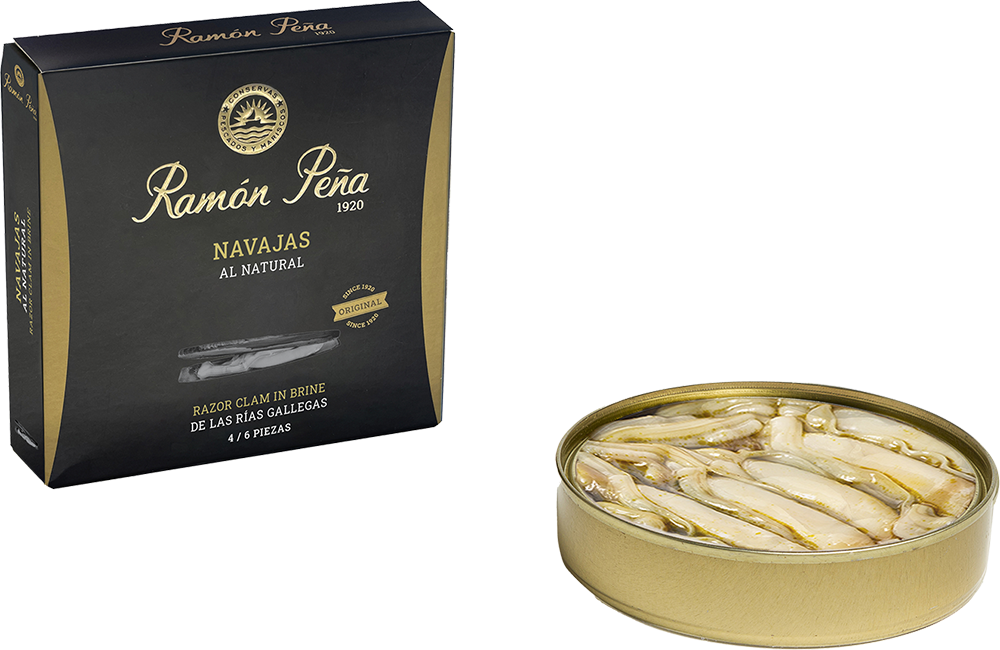 Ramón Peña
1920
CONSERVAS
PESCADOS Y MARISCOS
Ramón Peña
1920
NAVAJAS
AL NATURAL
SINCE 1920
ORIGINAL
SINCE 1920
RAZOR CLAM IN BRINE
DE LAS RÍAS GALLEGAS
4 / 6 PIEZAS
Ramón Peña
NAVAJAS
AL NATURAL
RAZOR CLAM IN BRINE